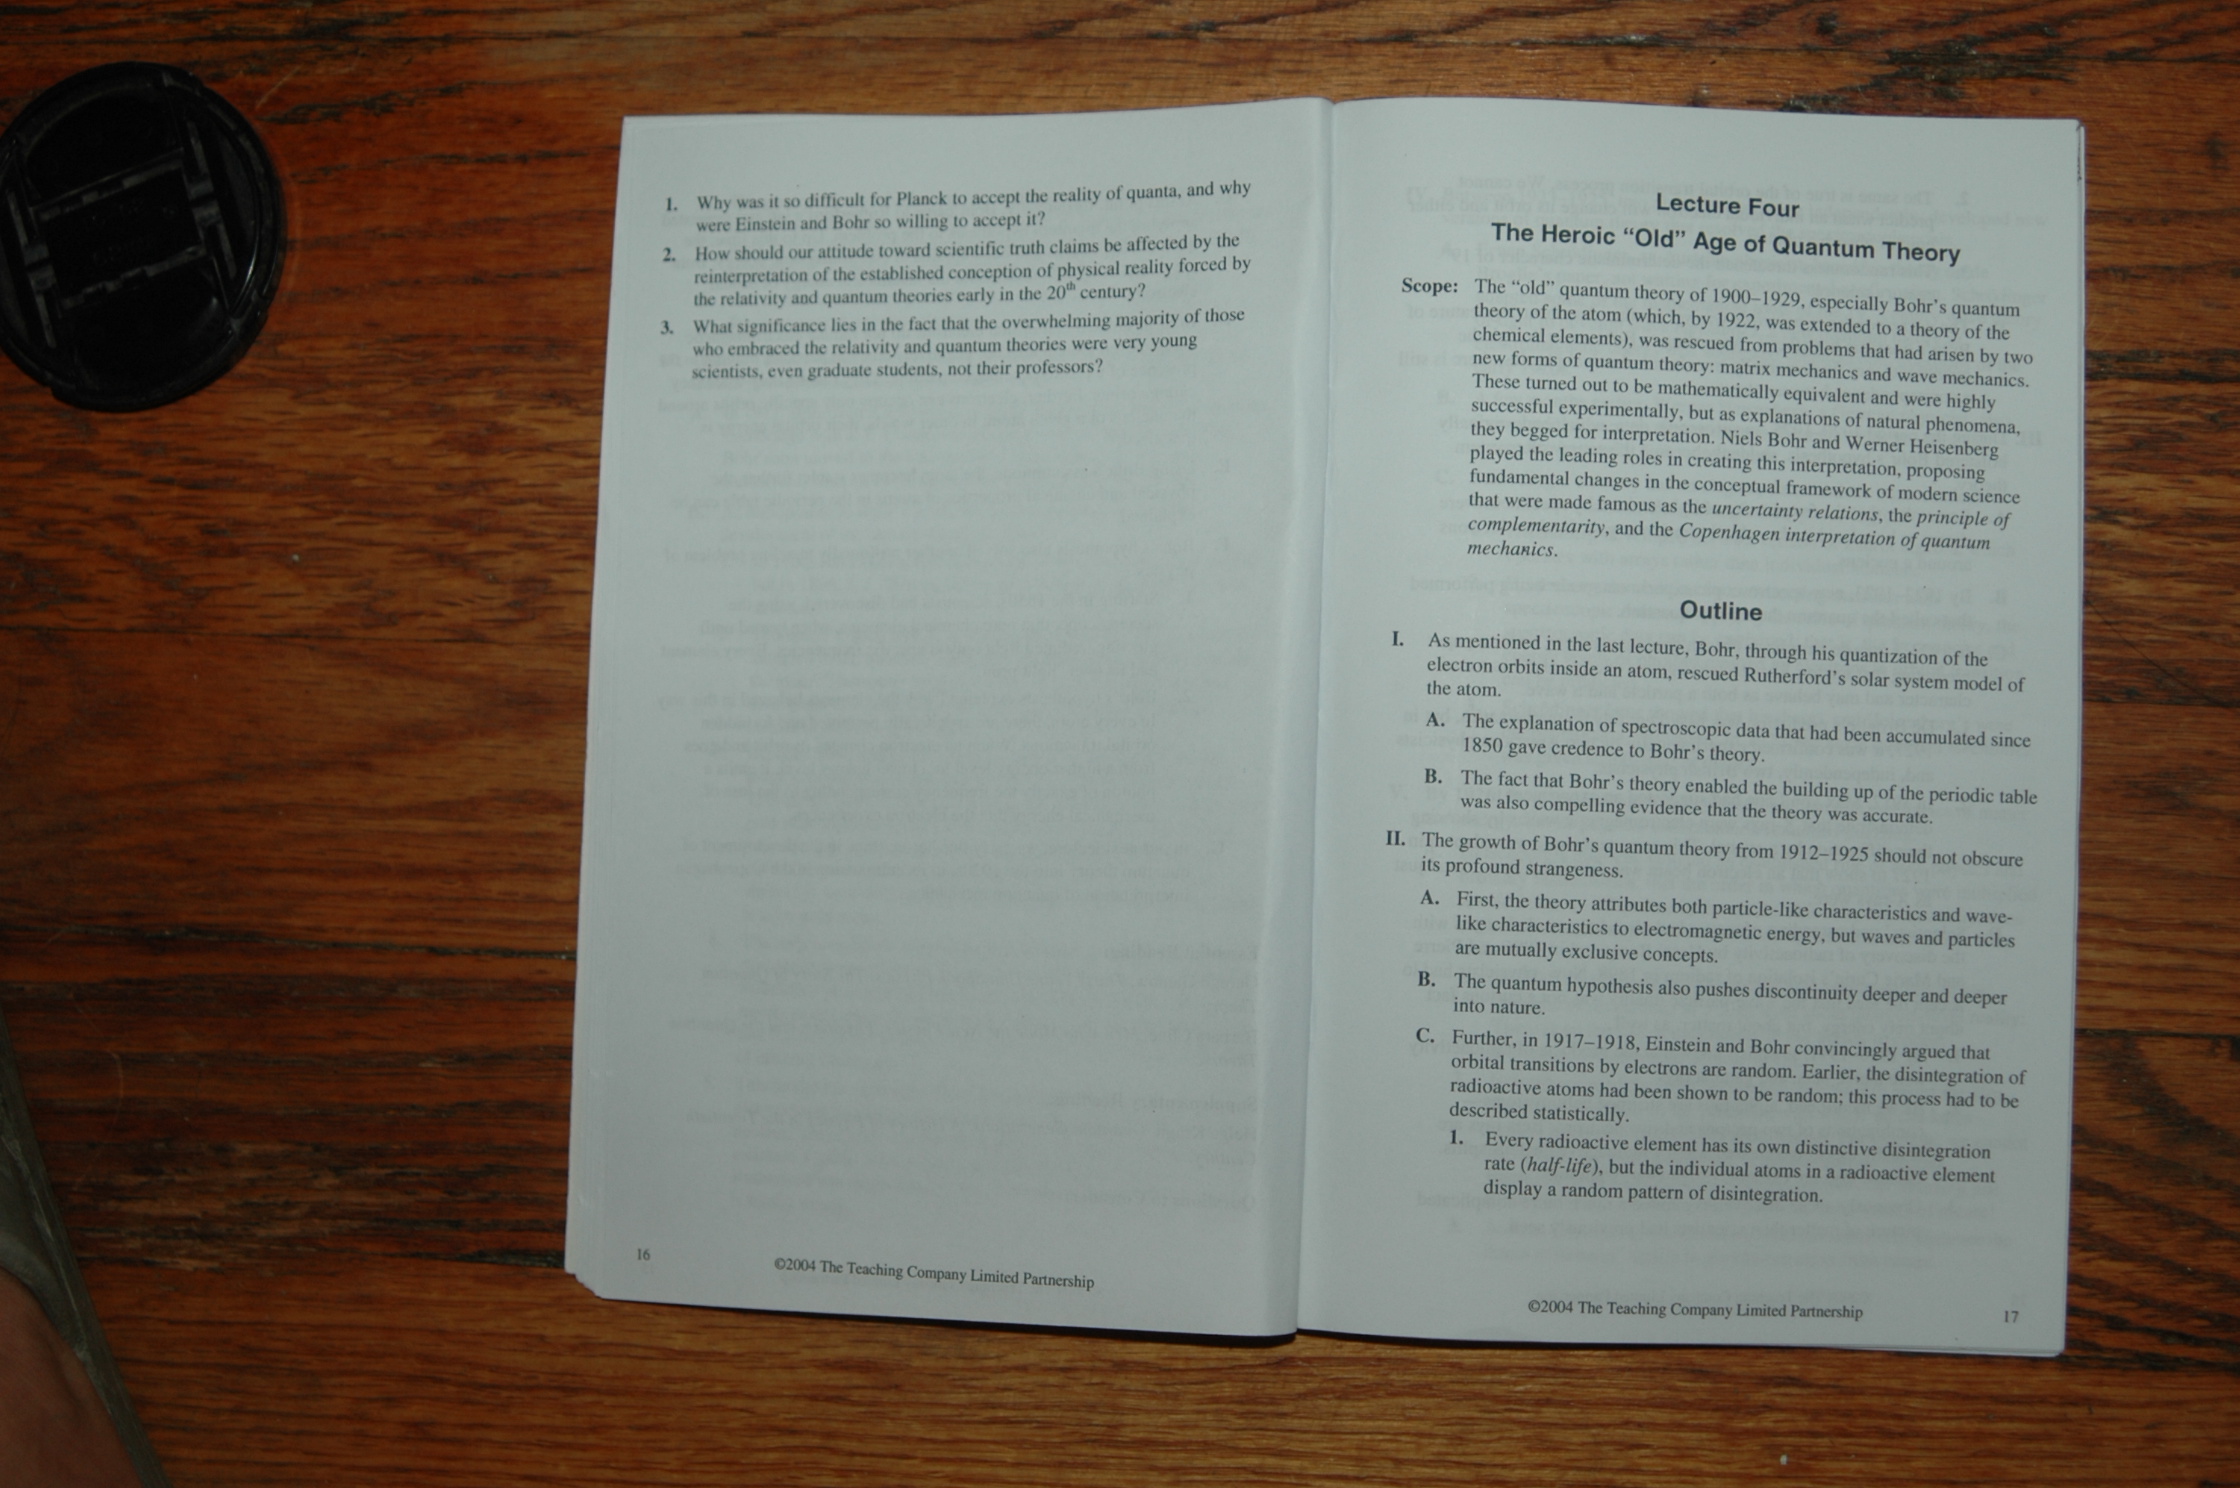 1. Why was it so difficult for Planck to accept the reality of quanta, and why
were Einstein and Bohr so willing to accept it?
2. How should our attitude toward scientific truth claims be affected by the
reinterpretation of the established conception of physical reality forced by
the relativity and quantum theories early in the 20th century?
3. What significance lies in the fact that the overwhelming majority of those
who embraced the relativity and quantum theories were very young
scientists, even graduate students, not their professors?
16
©2004 The Teaching Company Limited Partnership
Lecture Four
The Heroic “Old” Age of Quantum Theory
Scope: The “old” quantum theory of 1900–1929, especially Bohr’s quantum
theory of the atom (which, by 1922, was extended to a theory of the
chemical elements), was rescued from problems that had arisen by two
new forms of quantum theory: matrix mechanics and wave mechanics.
These turned out to be mathematically equivalent and were highly
successful experimentally, but as explanations of natural phenomena,
they begged for interpretation. Niels Bohr and Werner Heisenberg
played the leading roles in creating this interpretation, proposing
fundamental changes in the conceptual framework of modern science
that were made famous as the uncertainty relations, the principle of
complementarity, and the Copenhagen interpretation of quantum
mechanics.
Outline
I. As mentioned in the last lecture, Bohr, through his quantization of the
electron orbits inside an atom, rescued Rutherford’s solar system model of
the atom.
A. The explanation of spectroscopic data that had been accumulated since
1850 gave credence to Bohr’s theory.
B. The fact that Bohr’s theory enabled the building up of the periodic table
was also compelling evidence that the theory was accurate.
II. The growth of Bohr’s quantum theory from 1912–1925 should not obscure
its profound strangeness.
A. First, the theory attributes both particle-like characteristics and wave-
like characteristics to electromagnetic energy, but waves and particles
are mutually exclusive concepts.
B. The quantum hypothesis also pushes discontinuity deeper and deeper
into nature.
C. Further, in 1917–1918, Einstein and Bohr convincingly argued that
orbital transitions by electrons are random. Earlier, the disintegration of
radioactive atoms had been shown to be random; this process had to be
described statistically.
1. Every radioactive element has its own distinctive disintegration
rate (half-life), but the individual atoms in a radioactive element
display a random pattern of disintegration.
©2004 The Teaching Company Limited Partnership
17